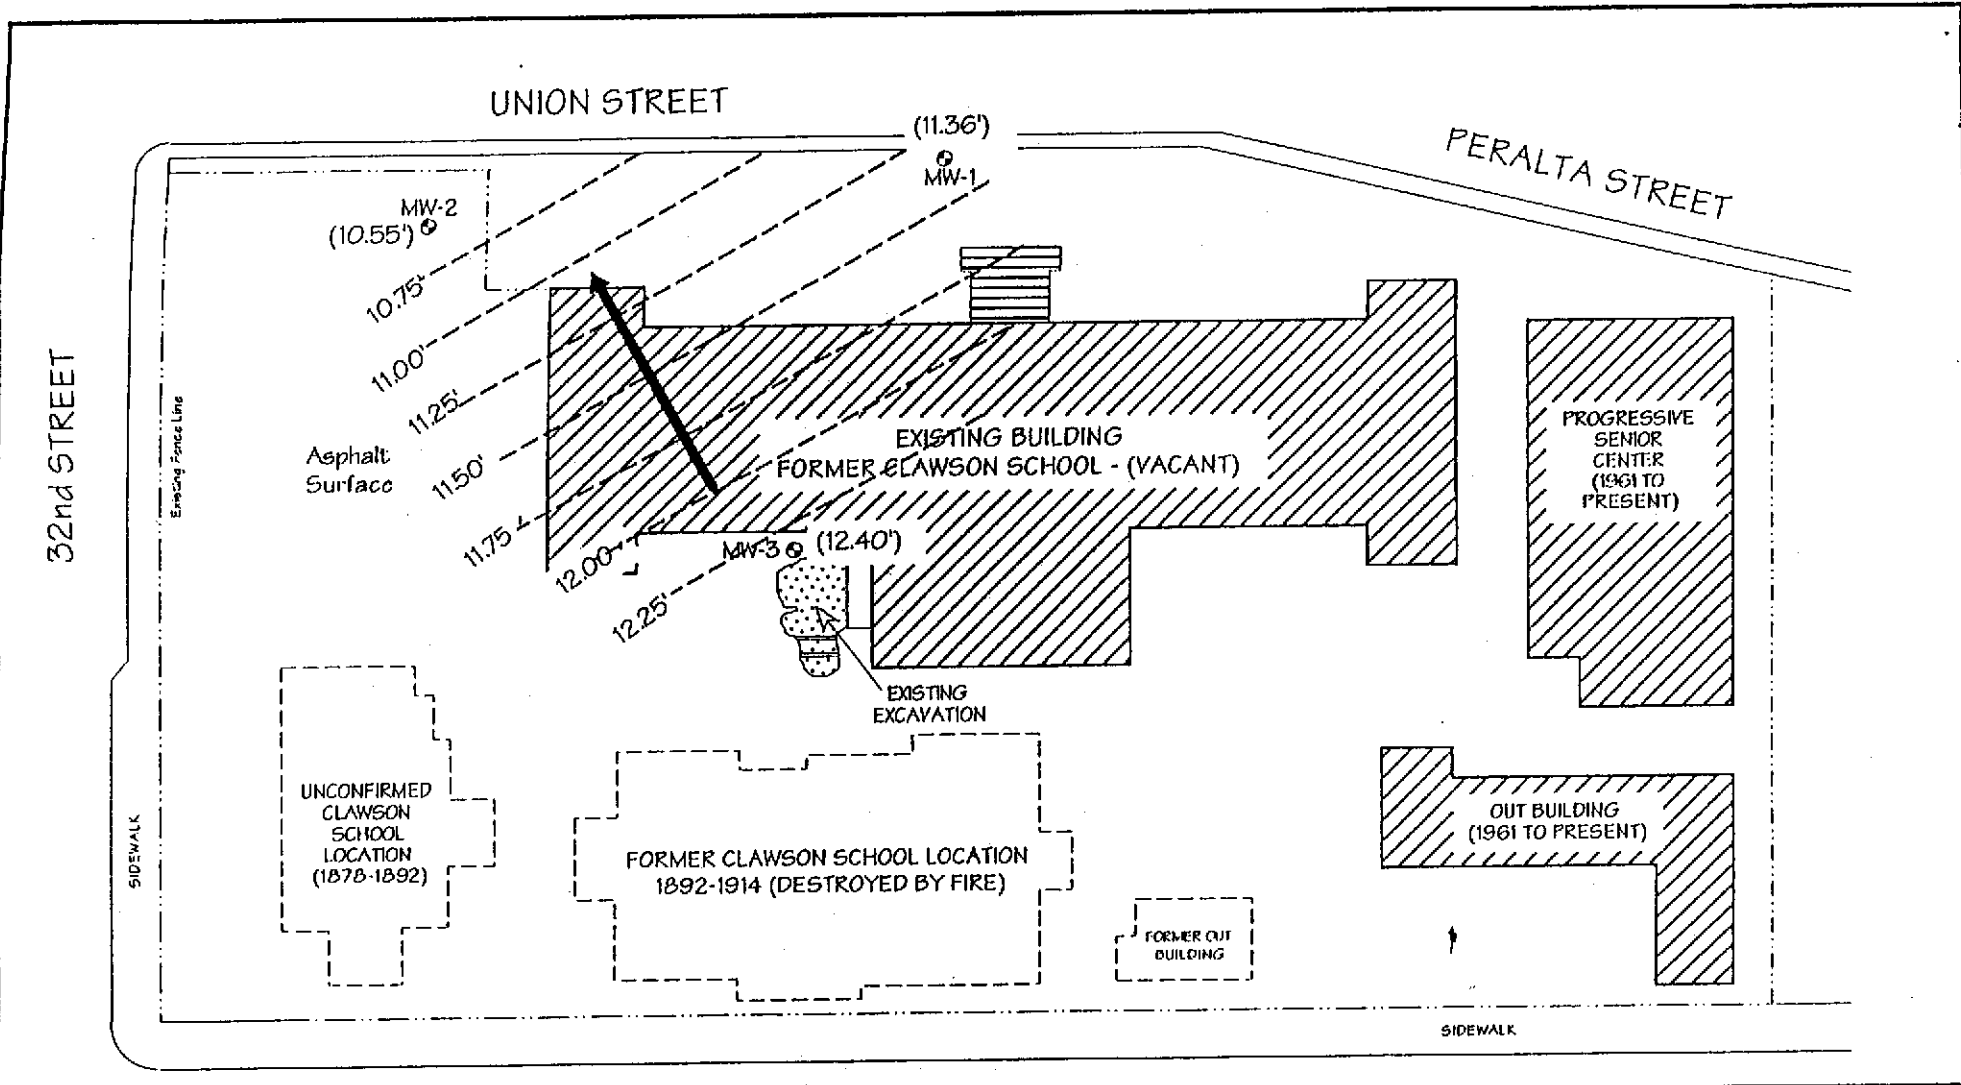 UNION STREET
(11.36')
MW-1
PERALTA STREET
MW-2
(10.55')
10.75'
11.00'
11.25'
11.50'
11.75'
12.00'
12.25'
32nd STREET
Existing Fence Line
Asphalt
Surface
EXISTING BUILDING
FORMER CLAWSON SCHOOL - (VACANT)
PROGRESSIVE
SENIOR
CENTER
(1961 TO
PRESENT)
MW-3
(12.40')
EXISTING
EXCAVATION
UNCONFIRMED
CLAWSON
SCHOOL
LOCATION
(1878-1892)
FORMER CLAWSON SCHOOL LOCATION
1892-1914 (DESTROYED BY FIRE)
FORMER OUT
BUILDING
OUT BUILDING
(1961 TO PRESENT)
SIDEWALK
SIDEWALK